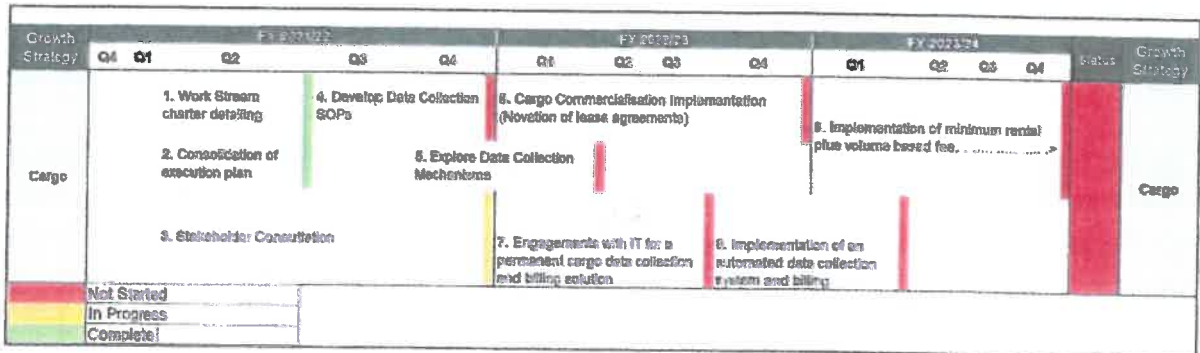 Growth Strategy
FY 2021/22
FY 2022/23
FY 2023/24
Status
Growth Strategy
Q4 Q1 Q2 Q3 Q4 Q1 Q2 Q3 Q4 Q1 Q2 Q3 Q4
Cargo
1. Work Stream
charter detailing
2. Consolidation of
execution plan
3. Stakeholder Consultation
4. Develop Data Collection
SOPs
5. Explore Data Collection
Mechanisms
6. Cargo Commercialisation Implementation
(Novation of lease agreements)
7. Engagements with IT for a
permanent cargo data collection
and billing solution
8. Implementation of an
automated data collection
system and billing
9. Implementation of minimum rental
plus volume based fee
Cargo
Not Started
In Progress
Complete